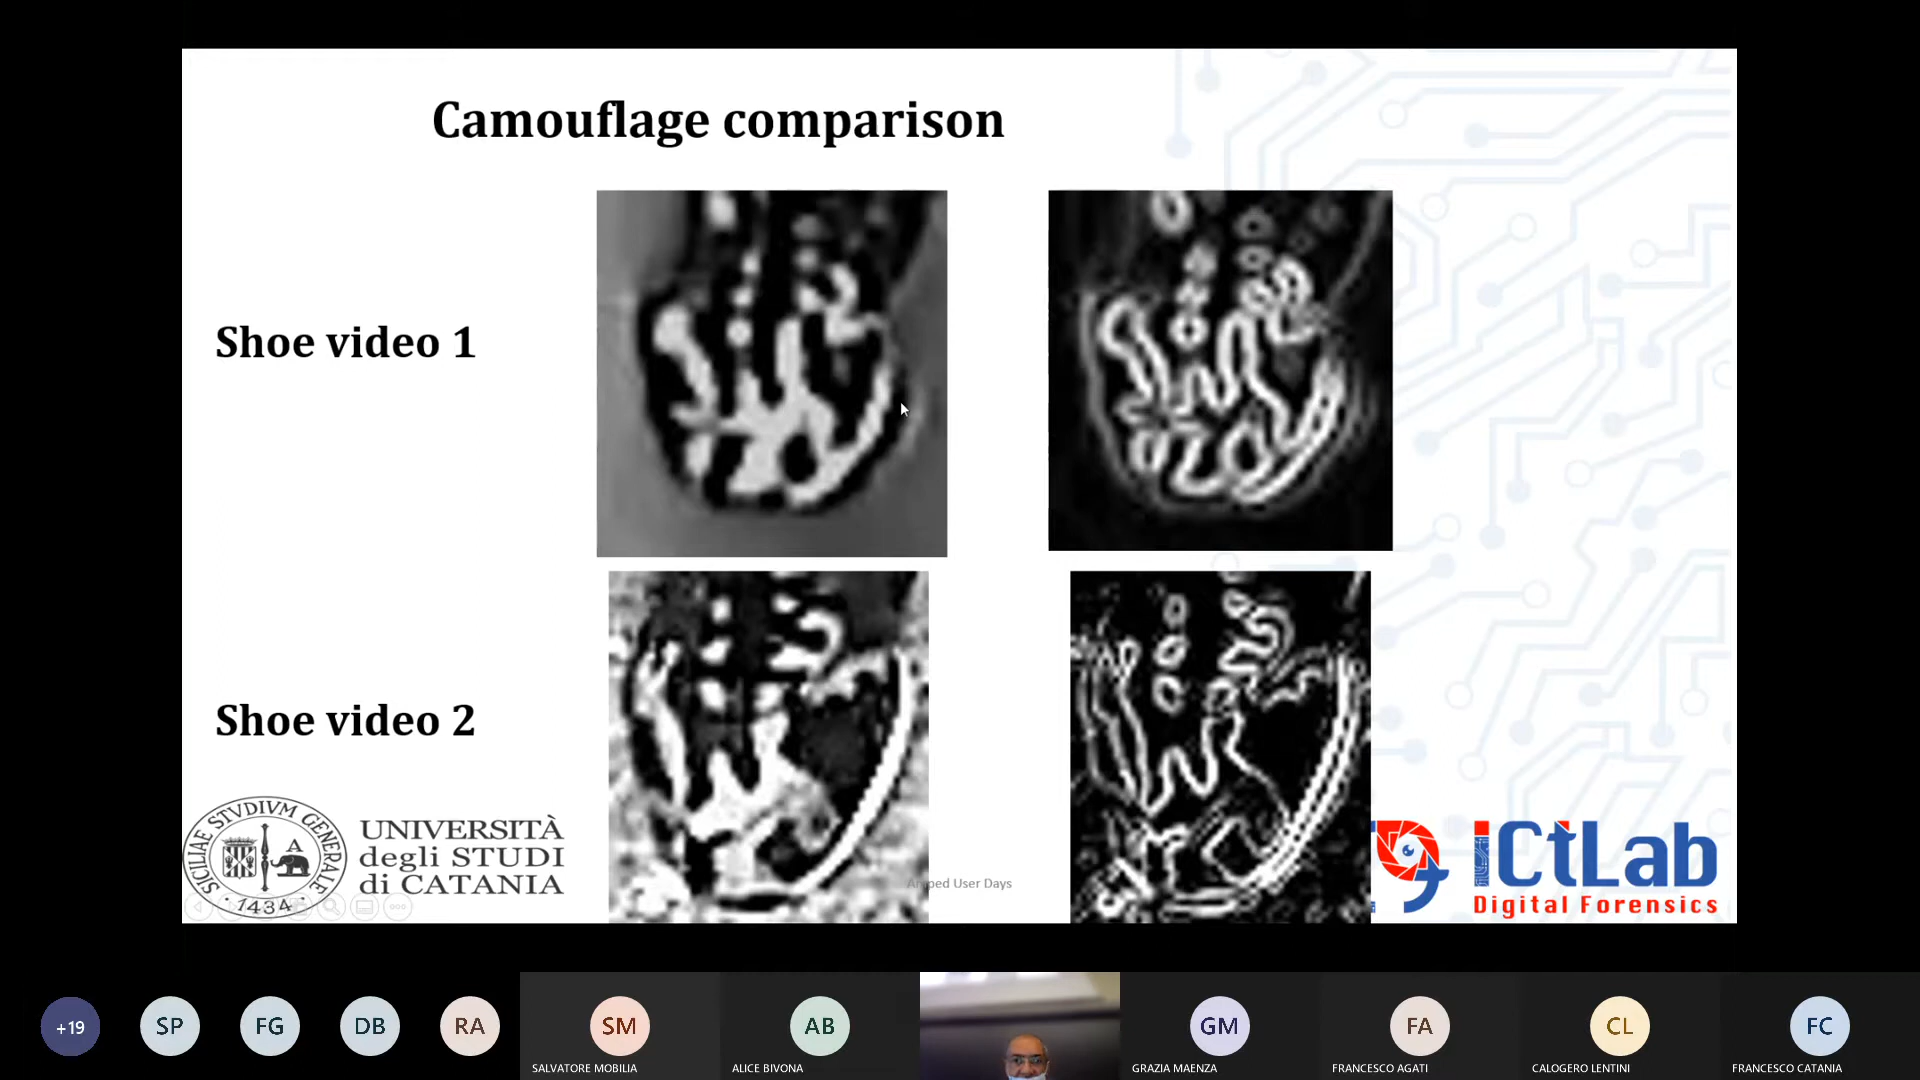 Camouflage comparison
Shoe video 1
Shoe video 2
SICILIAE STVDIVM GENERALE
1434
A
UNIVERSITÀ
degli STUDI
di CATANIA
Amped User Days
iCtLab
Digital Forensics
+19
SP
FG
DB
RA
SM
AB
GM
FA
CL
FC
SALVATORE MOBILIA
ALICE BIVONA
GRAZIA MAENZA
FRANCESCO AGATI
CALOGERO LENTINI
FRANCESCO CATANIA